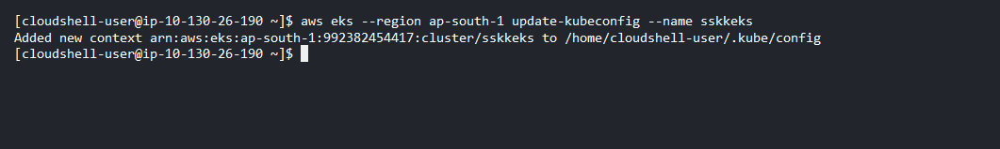 [cloudshell-user@ip-10-130-26-190 ~]$ aws eks --region ap-south-1 update-kubeconfig --name sskkeks
Added new context arn:aws:eks:ap-south-1:992382454417:cluster/sskkeks to /home/cloudshell-user/.kube/config
[cloudshell-user@ip-10-130-26-190 ~]$